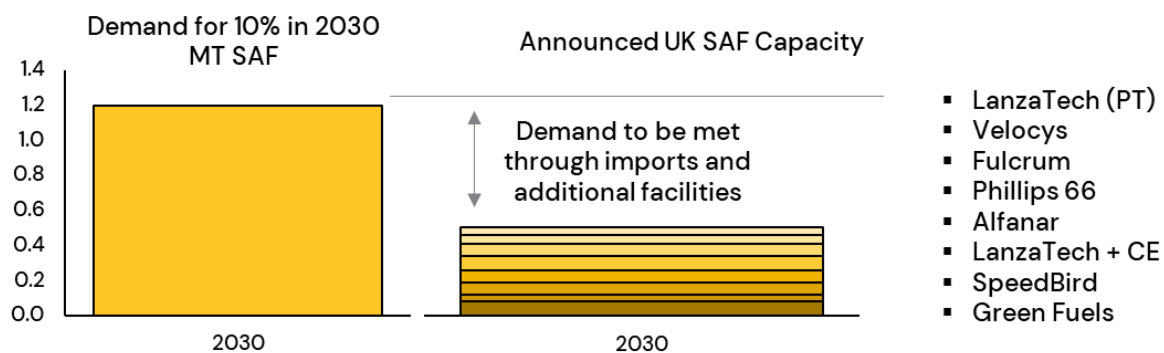 Demand for 10% in 2030
MT SAF
Announced UK SAF Capacity
1.4
1.2
1.0
0.8
0.6
0.4
0.2
0.0
Demand to be met
through imports and
additional facilities
2030
2030
▪ LanzaTech (PT)
▪ Velocys
▪ Fulcrum
▪ Phillips 66
▪ Alfanar
▪ LanzaTech + CE
▪ SpeedBird
▪ Green Fuels